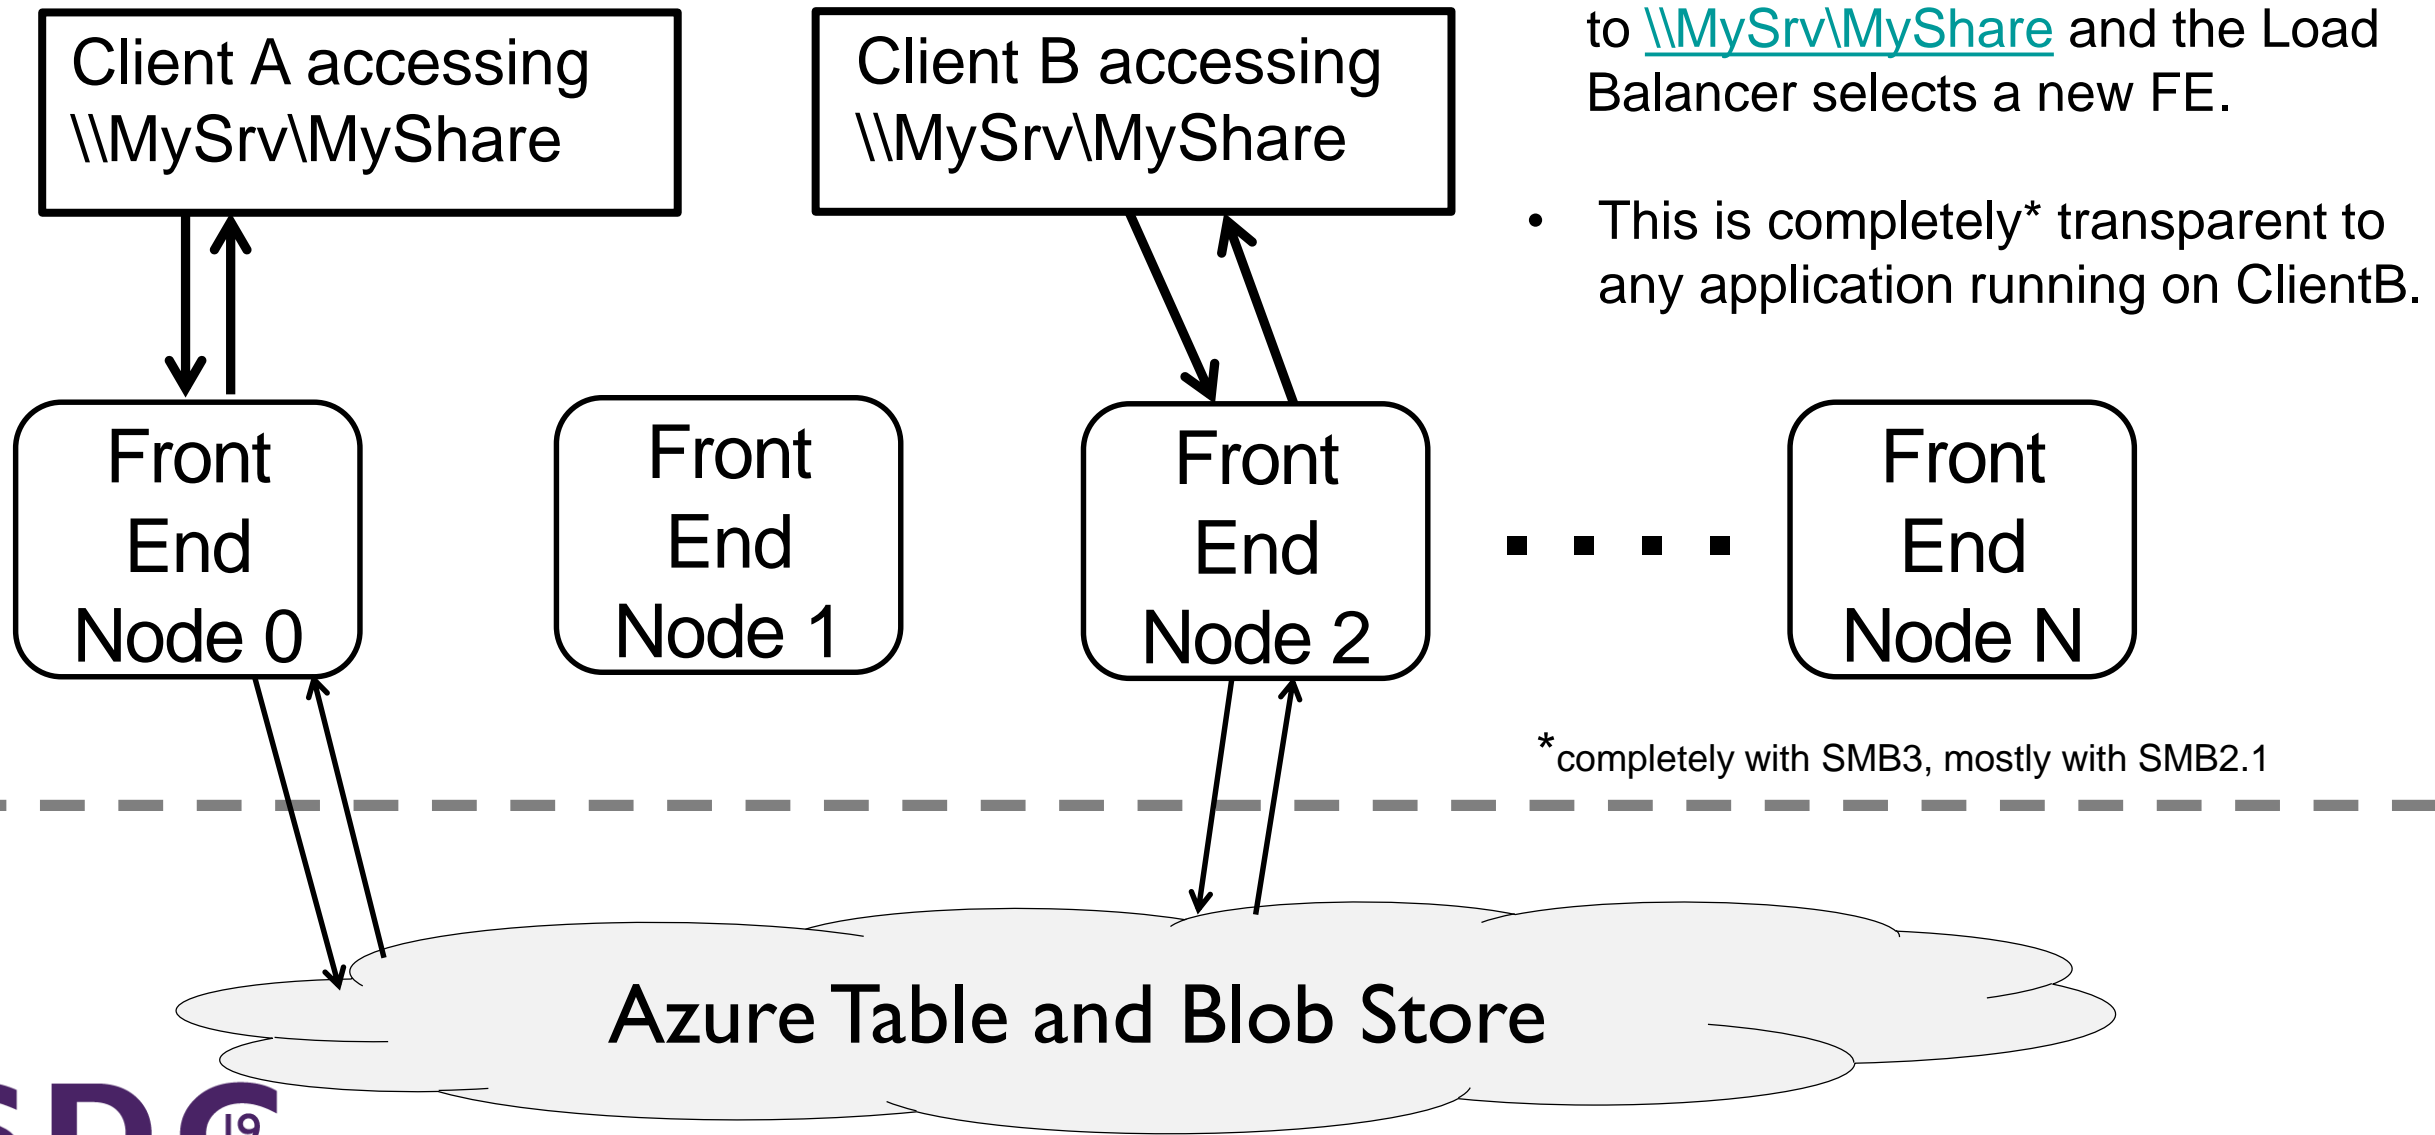 Client A accessing
\\MySrv\MyShare
Client B accessing
\\MySrv\MyShare
to \\MySrv\MyShare and the Load
Balancer selects a new FE.
• This is completely* transparent to
any application running on ClientB.
Front
End
Node 0
Front
End
Node 1
Front
End
Node 2
Front
End
Node N
*completely with SMB3, mostly with SMB2.1
Azure Table and Blob Store
SDC
19